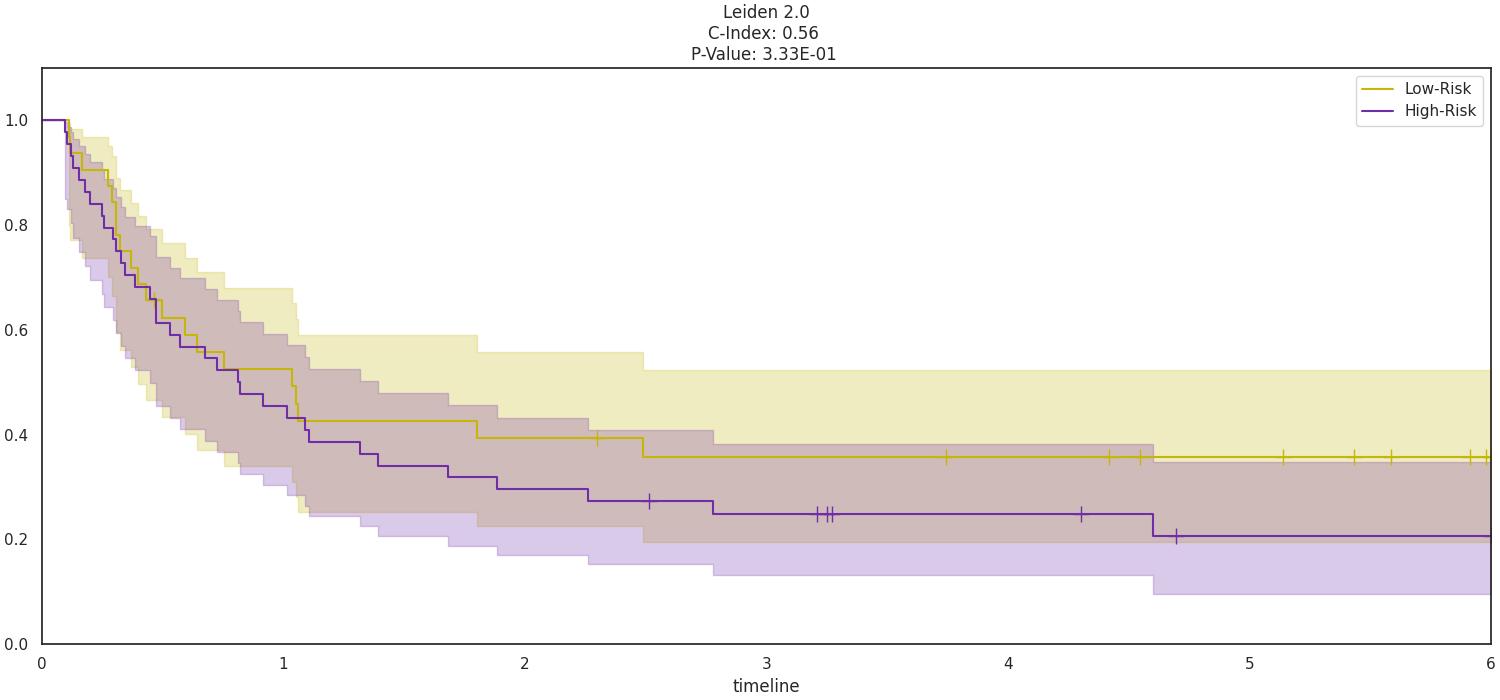 Leiden 2.0
C-Index: 0.56
P-Value: 3.33E-01
Low-Risk
High-Risk
1.0
0.8
0.6
0.4
0.2
0.0
0 1 2 3 4 5 6
timeline